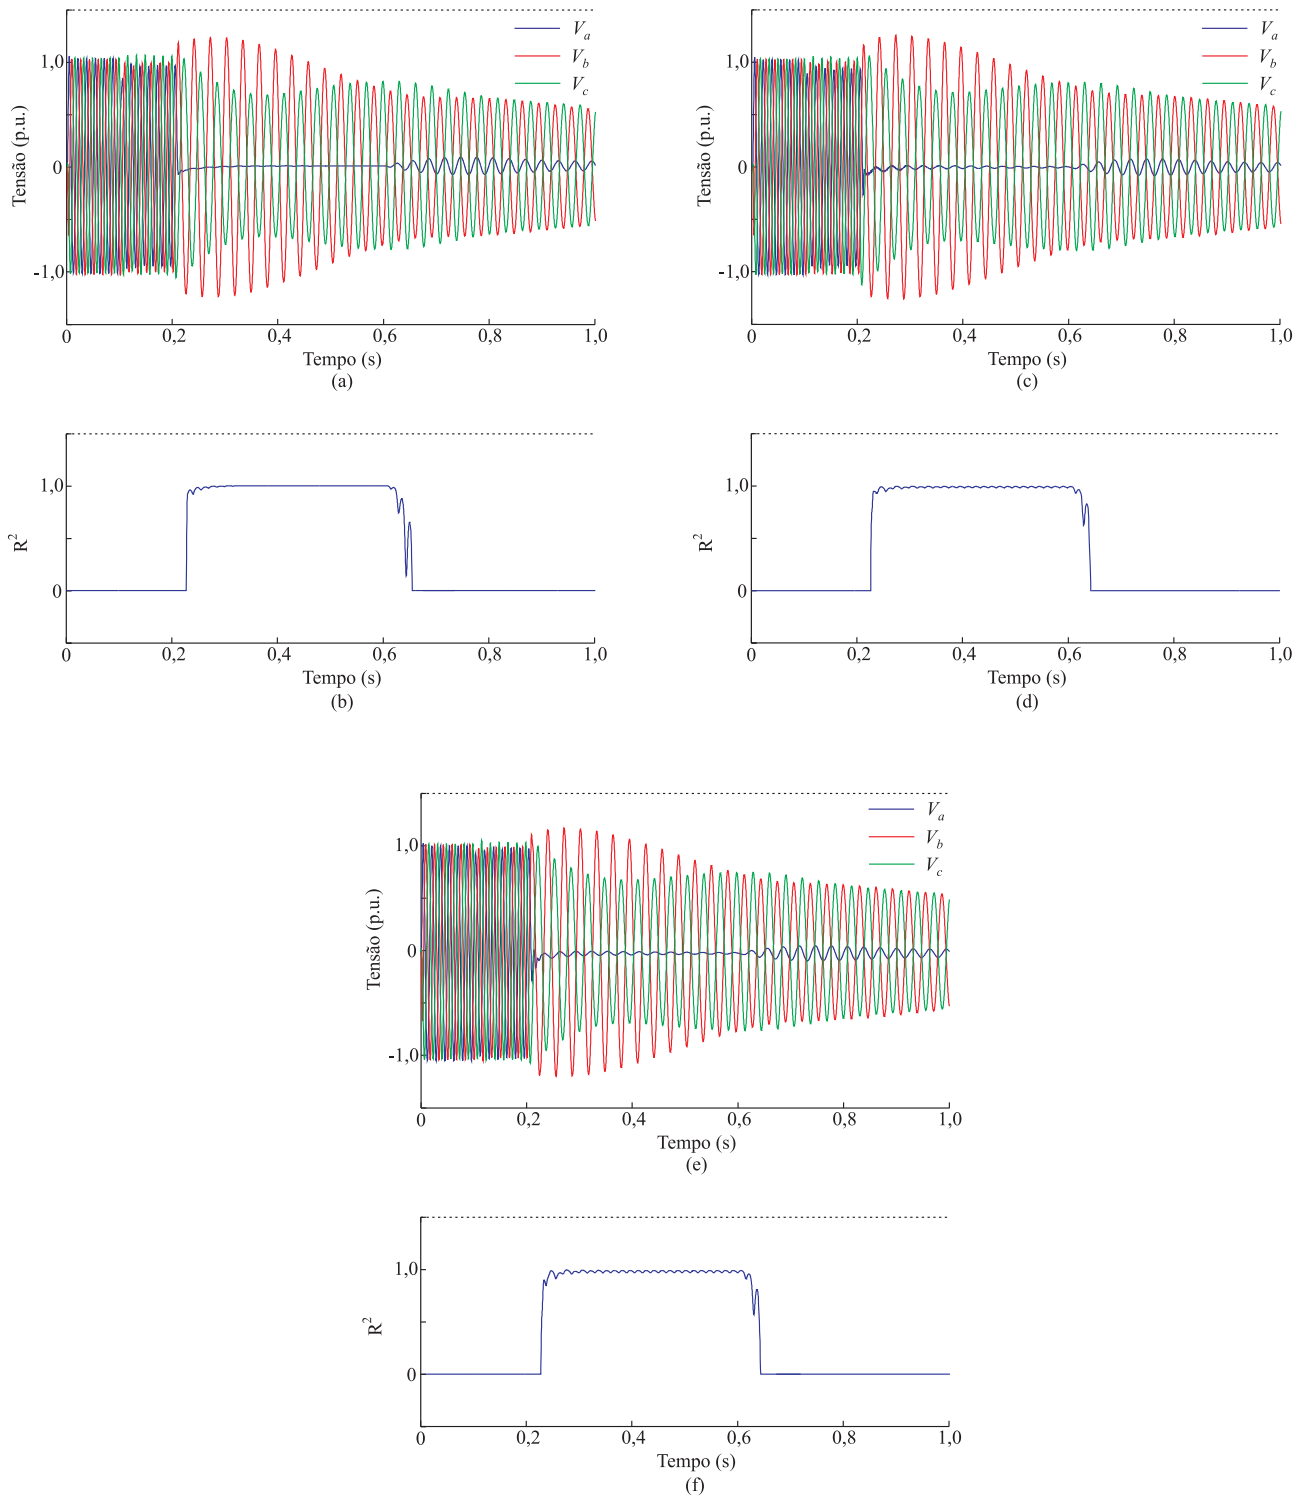 Tensão (p.u.)
1,0
0
-1,0
V_a
V_b
V_c
0 0,2 0,4 0,6 0,8 1,0
Tempo (s)
(a)
Tensão (p.u.)
1,0
0
-1,0
V_a
V_b
V_c
0 0,2 0,4 0,6 0,8 1,0
Tempo (s)
(c)
R²
1,0
0
0 0,2 0,4 0,6 0,8 1,0
Tempo (s)
(b)
R²
1,0
0
0 0,2 0,4 0,6 0,8 1,0
Tempo (s)
(d)
Tensão (p.u.)
1,0
0
-1,0
V_a
V_b
V_c
0 0,2 0,4 0,6 0,8 1,0
Tempo (s)
(e)
R²
1,0
0
0 0,2 0,4 0,6 0,8 1,0
Tempo (s)
(f)